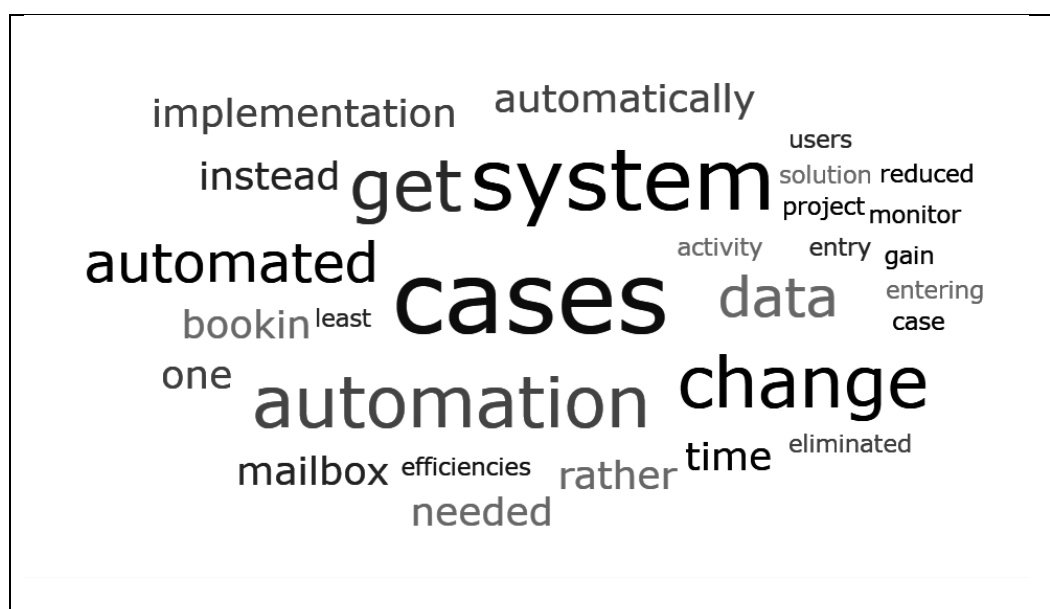 implementation automatically
users
instead get system solution reduced
project monitor
automated cases activity entry gain
data entering
bookin least case
one automation change
mailbox efficiencies rather time eliminated
needed